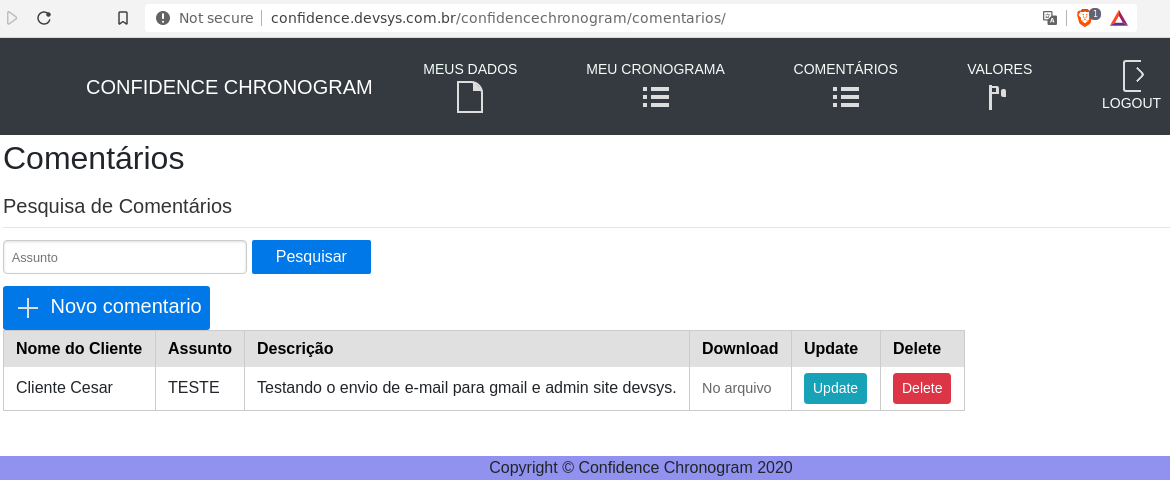 Not secure confidence.devsys.com.br/confidencechronogram/comentarios/ 1
CONFIDENCE CHRONOGRAM MEUS DADOS MEU CRONOGRAMA COMENTÁRIOS VALORES LOGOUT
Comentários
Pesquisa de Comentários
Assunto Pesquisar
Novo comentario
Nome do Cliente Assunto Descrição Download Update Delete
Cliente Cesar TESTE Testando o envio de e-mail para gmail e admin site devsys. No arquivo Update Delete
Copyright © Confidence Chronogram 2020